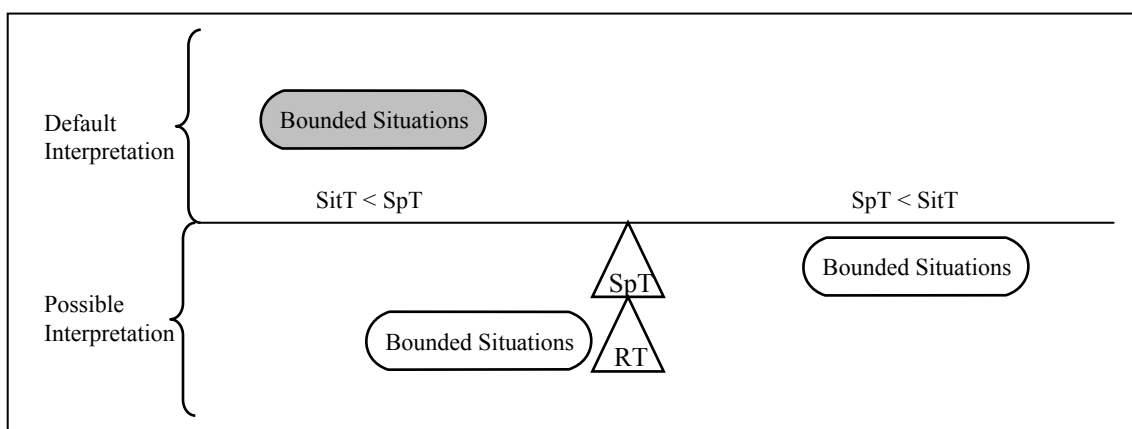 Default
Interpretation
Bounded Situations
SitT < SpT
SpT < SitT
Possible
Interpretation
SpT
Bounded Situations
Bounded Situations
RT